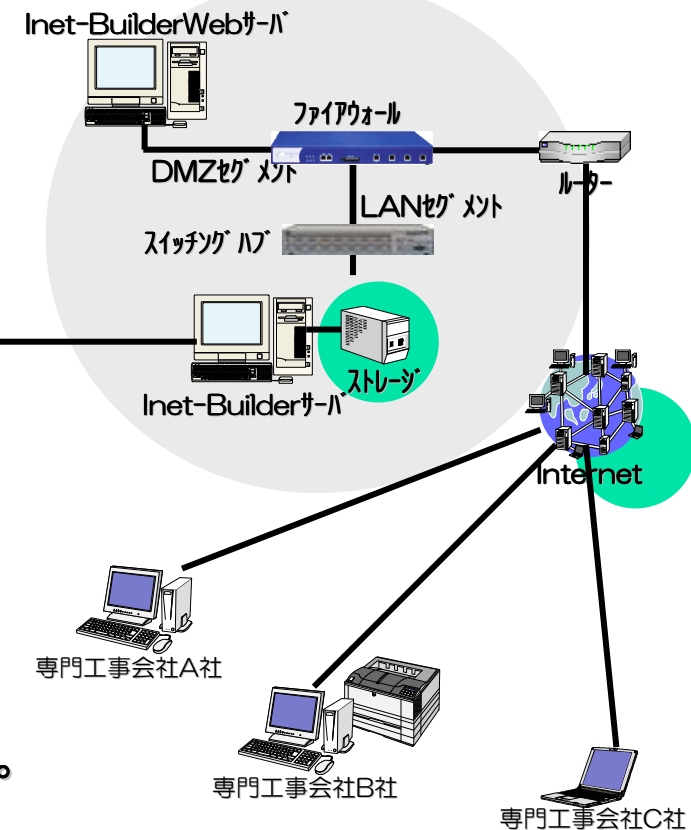 Inet-BuilderWebｻｰﾊﾞ
ﾌｧｲｱｳｫｰﾙ
DMZｾｸﾞﾒﾝﾄ
ﾙｰﾀｰ
LANｾｸﾞﾒﾝﾄ
ｽｲｯﾁﾝｸﾞﾊﾌﾞ
ｽﾄﾚｰｼﾞ
Inet-Builderｻｰﾊﾞ
Internet
専門工事会社A社
。
専門工事会社B社
専門工事会社C社